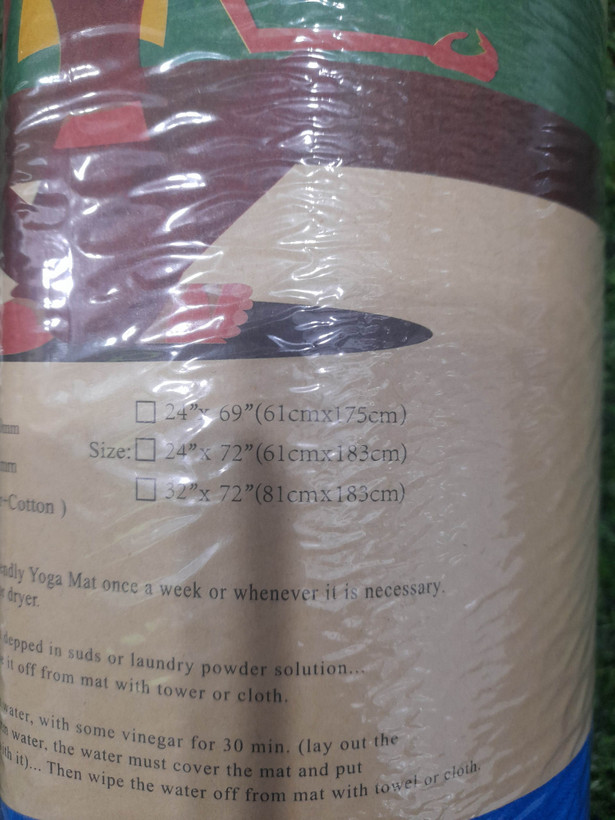 ☐ 24”x 69”(61cmx175cm)
mm
Size: ☐ 24”x 72”(61cmx183cm)
mm
☐ 32”x 72”(81cmx183cm)
-Cotton )
ndly Yoga Mat once a week or whenever it is necessary.
dryer.
depped in suds or laundry powder solution...
it off from mat with tower or cloth.
water, with some vinegar for 30 min. (lay out the
water, the water must cover the mat and put
it)... Then wipe the water off from mat with towel or cloth.